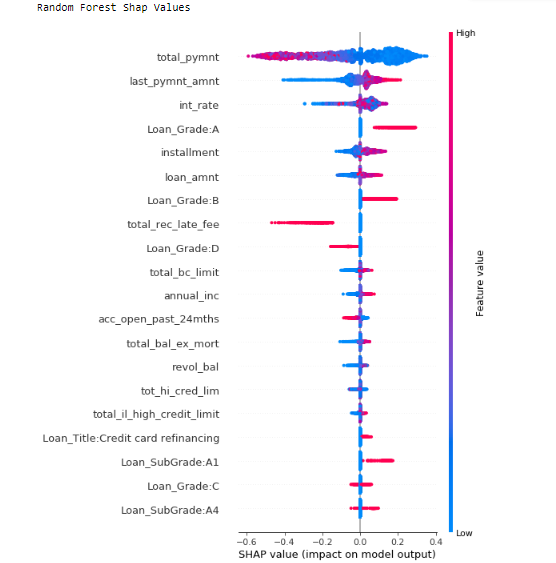 Random Forest Shap Values
High
total_pymnt
last_pymnt_amnt
int_rate
Loan_Grade:A
installment
loan_amnt
Loan_Grade:B
total_rec_late_fee
Loan_Grade:D
total_bc_limit
annual_inc
acc_open_past_24mths
total_bal_ex_mort
revol_bal
tot_hi_cred_lim
total_il_high_credit_limit
Loan_Title:Credit card refinancing
Loan_SubGrade:A1
Loan_Grade:C
Loan_SubGrade:A4
Feature value
Low
−0.6 −0.4 −0.2 0.0 0.2 0.4
SHAP value (impact on model output)